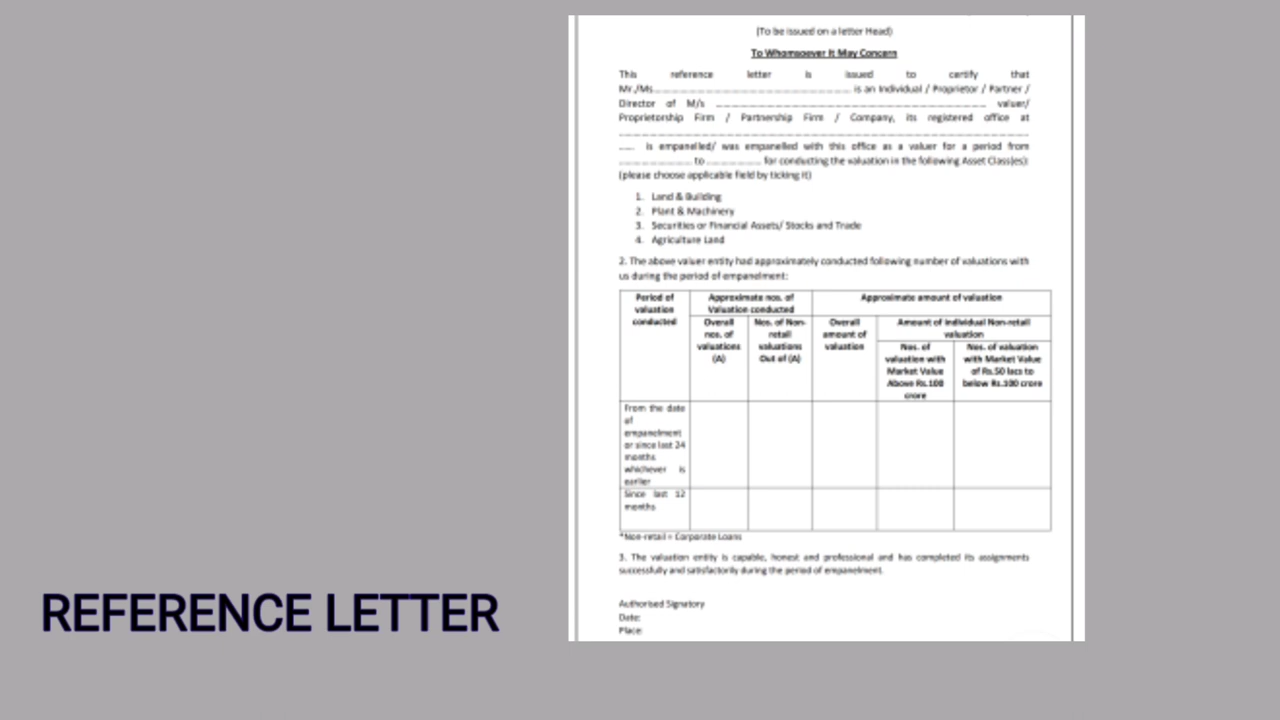 (To be issued on a letter Head)
To Whomsoever It May Concern
This reference letter is issued to certify that
Mr./Ms............................................................ is an Individual / Proprietor / Partner /
Director of M/s .................................................................................. valuer/
Proprietorship Firm / Partnership Firm / Company, its registered office at
.............................................................................................................................
..... is empanelled/ was empanelled with this office as a valuer for a period from
...................... to ................. for conducting the valuation in the following Asset Class(es):
(please choose applicable field by ticking it)
1. Land & Building
2. Plant & Machinery
3. Securities or Financial Assets/ Stocks and Trade
4. Agriculture Land
2. The above valuer entity had approximately conducted following number of valuations with
us during the period of empanelment:
Period of valuation conducted
Approximate nos. of Valuation conducted
Approximate amount of valuation
Overall nos. of valuations (A)
Nos. of Non-retail valuations Out of (A)
Overall amount of valuation
Amount of Individual Non-retail valuation
Nos. of valuation with Market Value Above Rs.100 crore
Nos. of valuation with Market Value of Rs.50 lacs to below Rs.100 crore
From the date of empanelment or since last 24 months whichever is earlier
Since last 12 months
*Non-retail = Corporate Loans
3. The valuation entity is capable, honest and professional and has completed its assignments
successfully and satisfactorily during the period of empanelment.
Authorised Signatory
Date:
Place:
REFERENCE LETTER